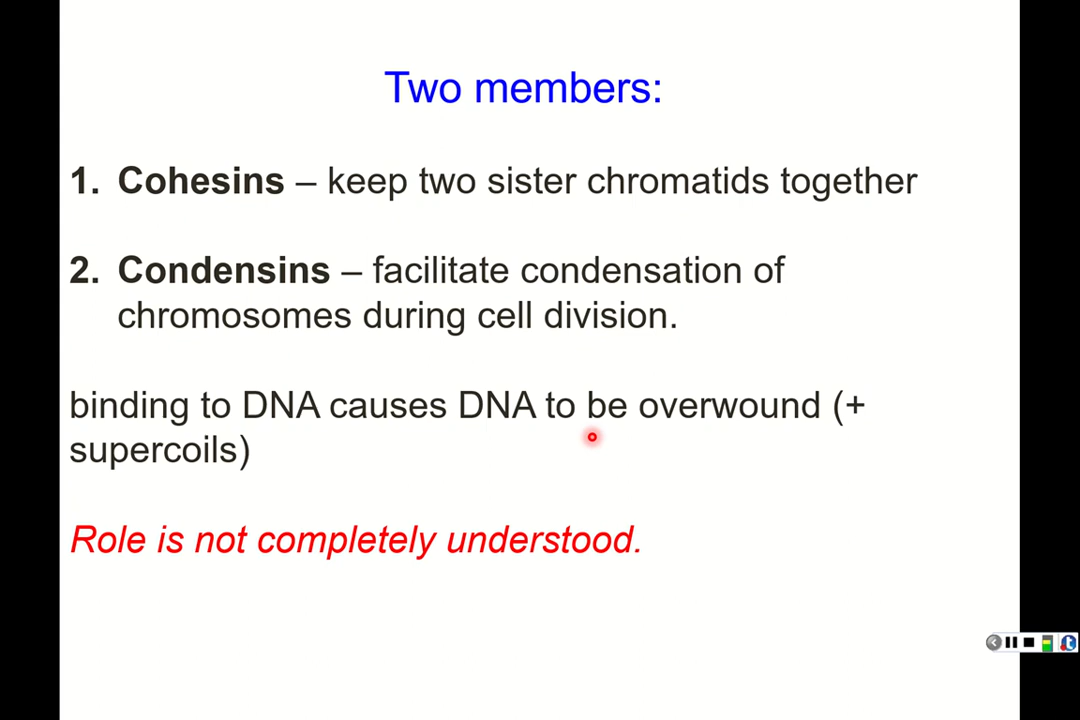 Two members:
1. Cohesins – keep two sister chromatids together
2. Condensins – facilitate condensation of
chromosomes during cell division.
binding to DNA causes DNA to be overwound (+
supercoils)
Role is not completely understood.